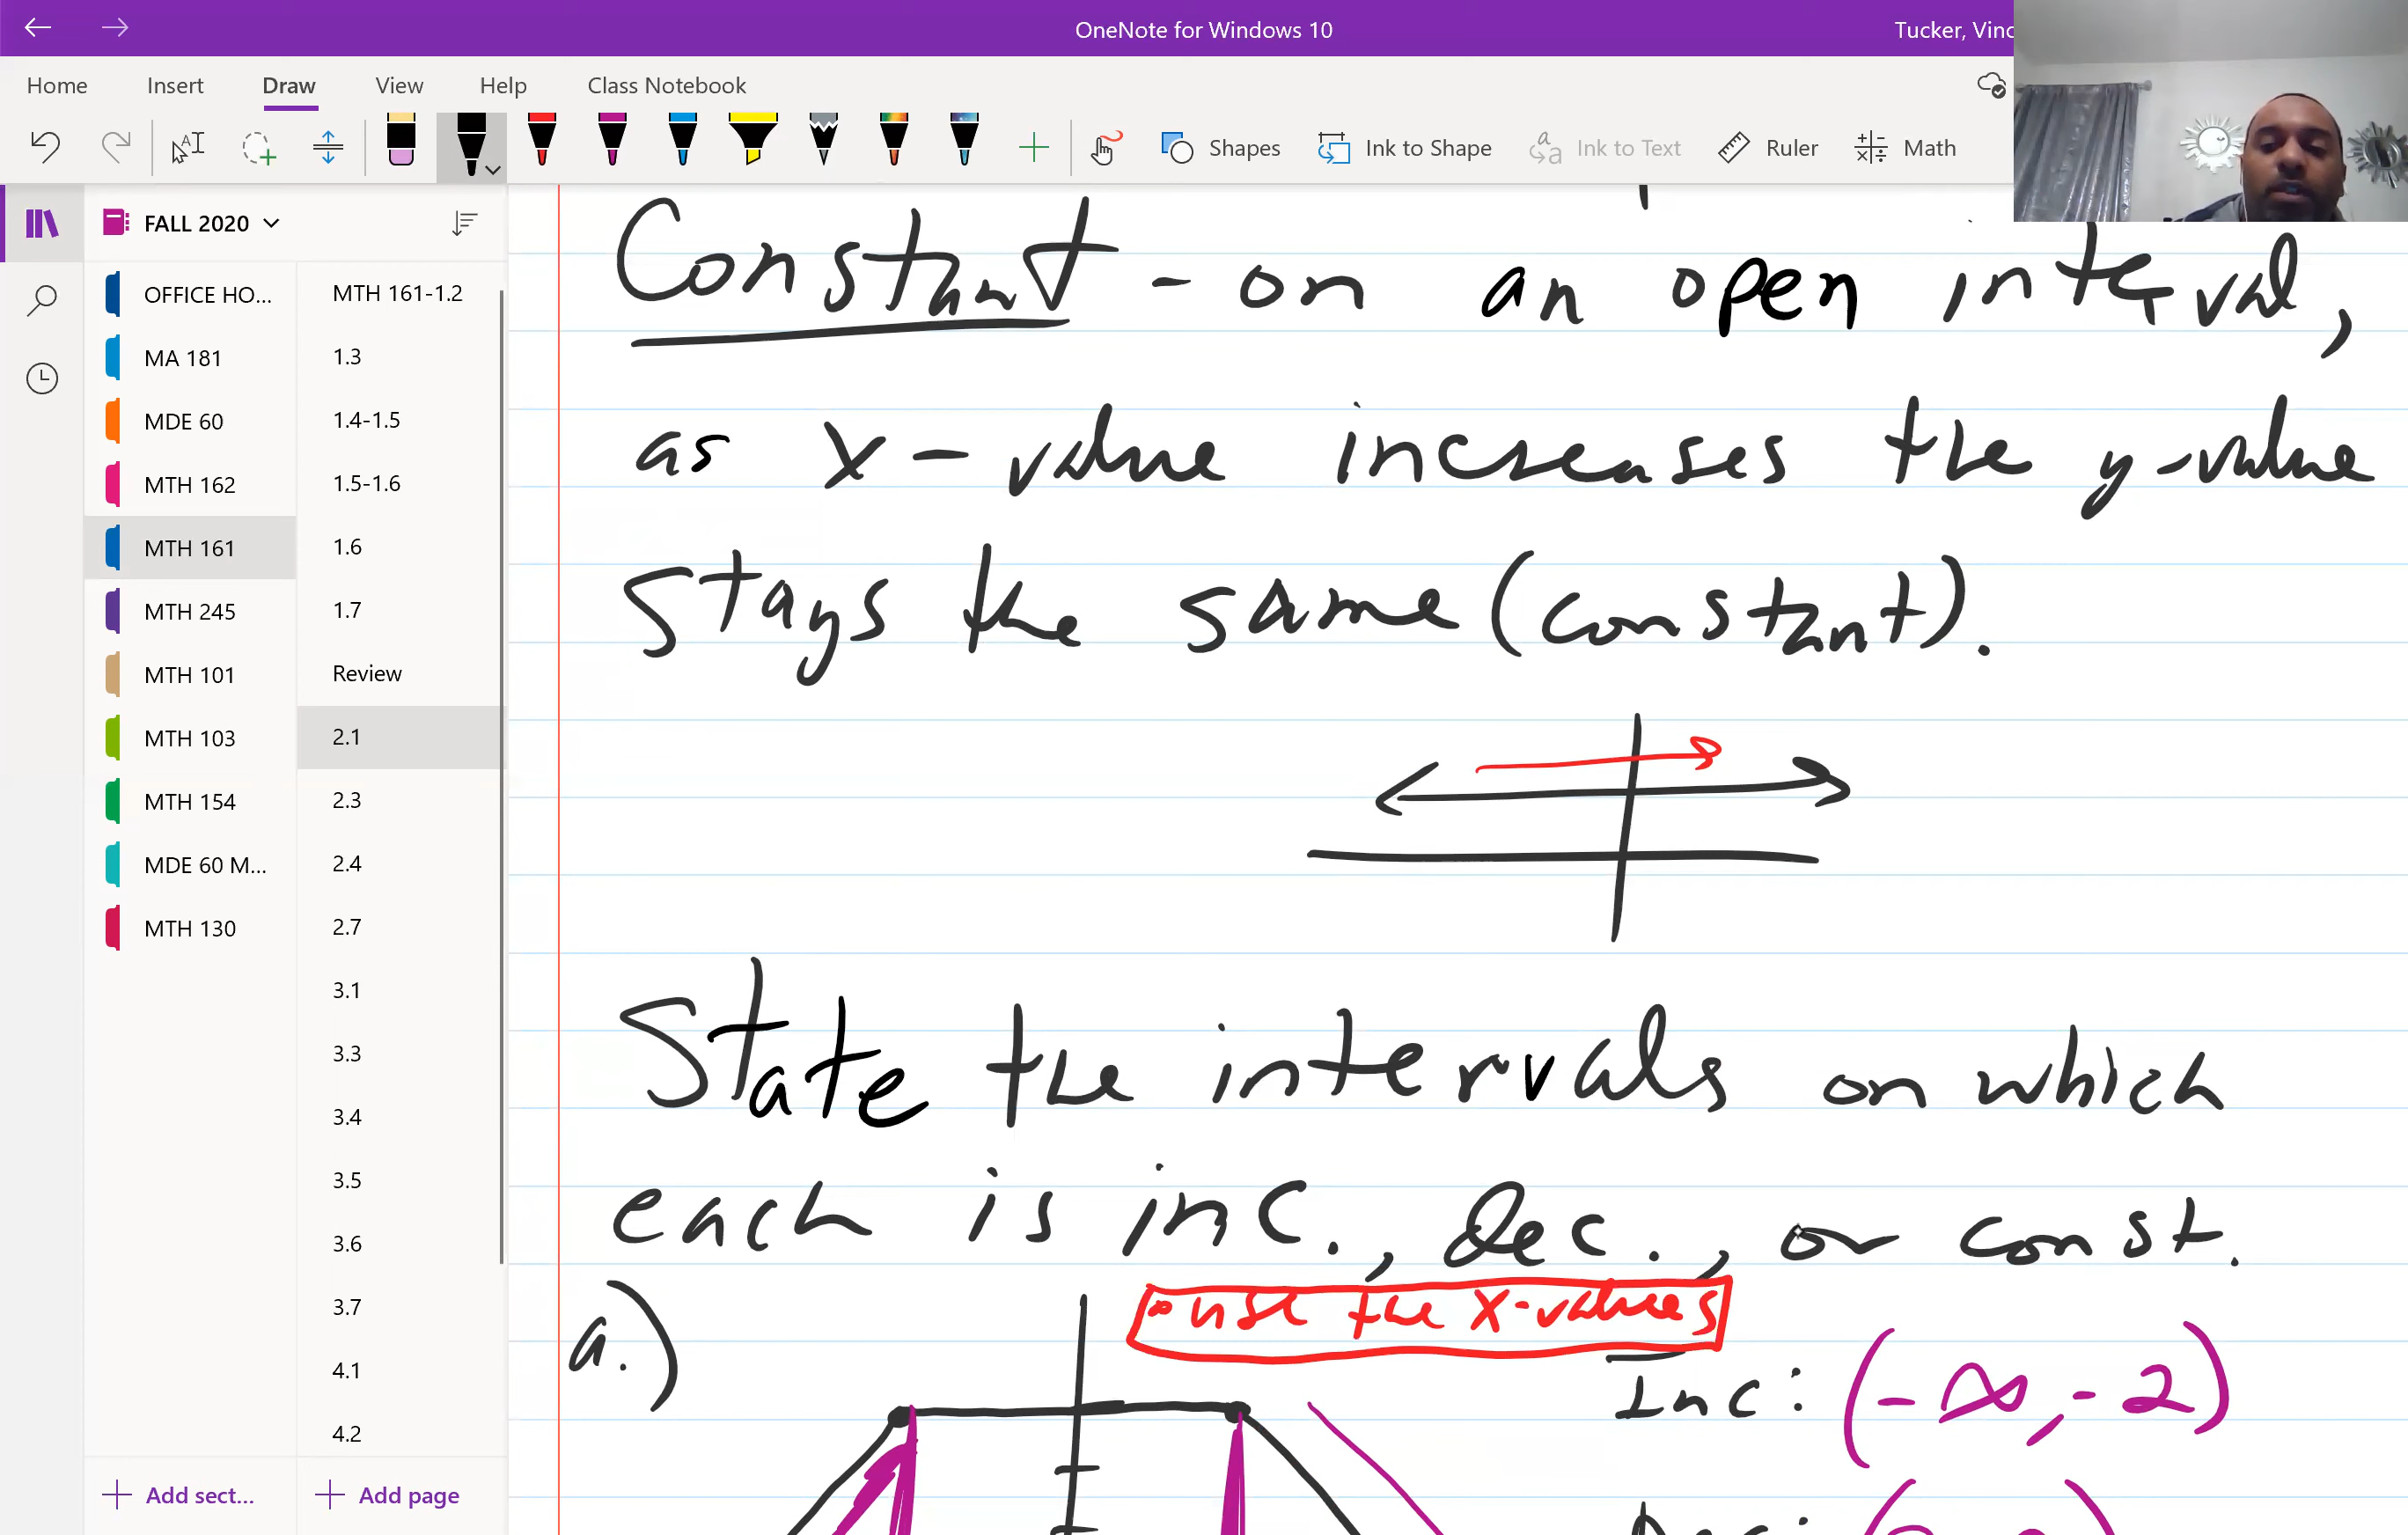 OneNote for Windows 10
Tucker, Vinc
Home Insert Draw View Help Class Notebook
Shapes Ink to Shape Ink to Text Ruler Math
FALL 2020
OFFICE HO...
MA 181
MDE 60
MTH 162
MTH 161
MTH 245
MTH 101
MTH 103
MTH 154
MDE 60 M...
MTH 130
Add sect...
MTH 161-1.2
1.3
1.4-1.5
1.5-1.6
1.6
1.7
Review
2.1
2.3
2.4
2.7
3.1
3.3
3.4
3.5
3.6
3.7
4.1
4.2
Add page
Constant - on an open interval,
as x-value increases the y-value
stays the same (constant).
State the intervals on which
each is inc., dec., or const.
a.)
• use the x-values
Inc: (-∞, -2)